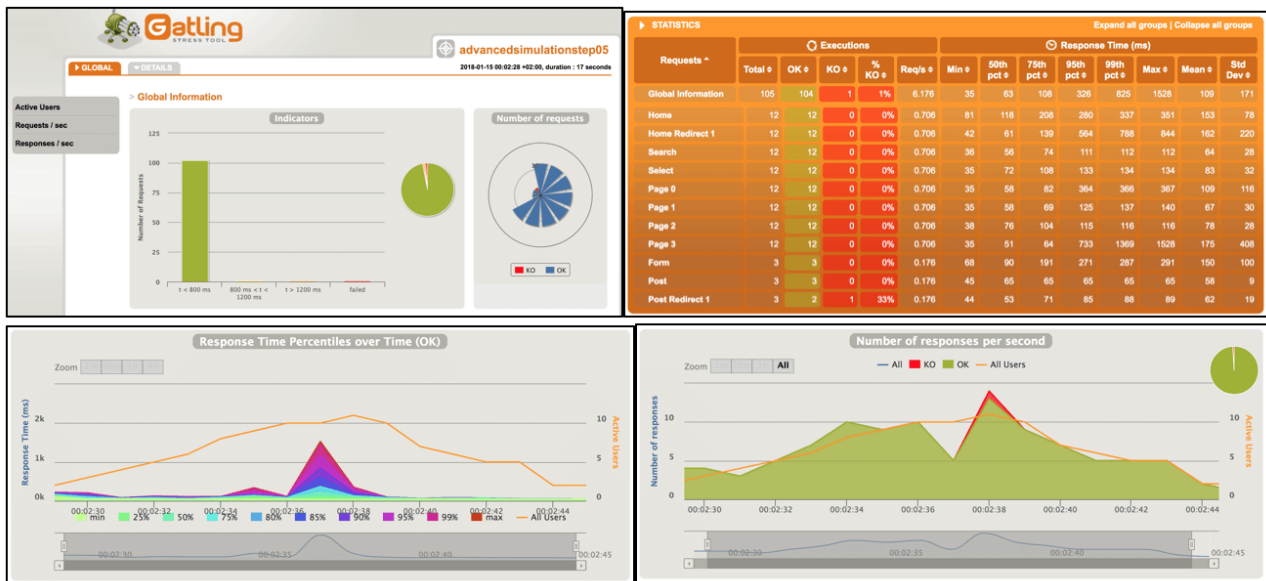 Gatling
STRESS TOOL
advancedsimulationstep05
GLOBAL DETAILS
2018-01-15 00:02:28 +02:00, duration : 17 seconds
Active Users
Requests / sec
Responses / sec
> Global Information
Indicators
Number of requests
Number of Requests
125
100
75
50
25
0
t < 800 ms
800 ms < t < 1200 ms
t > 1200 ms
failed
KO OK
STATISTICS Expand all groups | Collapse all groups
Requests Executions Response Time (ms)
Total OK KO % KO Req/s Min 50th pct 75th pct 95th pct 99th pct Max Mean Std Dev
Global Information 105 104 1 1% 6.176 35 63 108 326 825 1528 109 171
Home 12 12 0 0% 0.706 81 118 208 280 337 351 153 78
Home Redirect 1 12 12 0 0% 0.706 42 61 139 564 788 844 162 220
Search 12 12 0 0% 0.706 36 56 74 111 112 112 64 28
Select 12 12 0 0% 0.706 35 72 108 133 134 134 83 32
Page 0 12 12 0 0% 0.706 35 58 82 364 366 367 109 116
Page 1 12 12 0 0% 0.706 35 58 69 125 137 140 67 30
Page 2 12 12 0 0% 0.706 38 76 104 115 116 116 78 28
Page 3 12 12 0 0% 0.706 35 51 64 733 1369 1528 175 408
Form 3 3 0 0% 0.176 68 90 191 271 287 291 150 100
Post 3 3 0 0% 0.176 45 65 65 65 65 65 58 9
Post Redirect 1 3 2 1 33% 0.176 44 53 71 85 88 89 62 19
Response Time Percentiles over Time (OK)
Zoom
Response Time (ms)
2k
1k
0k
10
5
0
Active Users
00:02:30 00:02:32 00:02:34 00:02:36 00:02:38 00:02:40 00:02:42 00:02:44
min 25% 50% 75% 80% 85% 90% 95% 99% max All Users
00:02:30 00:02:35 00:02:40 00:02:45
Number of responses per second
Zoom All
All KO OK All Users
Number of responses
10
5
0
10
5
0
Active Users
00:02:30 00:02:32 00:02:34 00:02:36 00:02:38 00:02:40 00:02:42 00:02:44
00:02:30 00:02:35 00:02:40 00:02:45